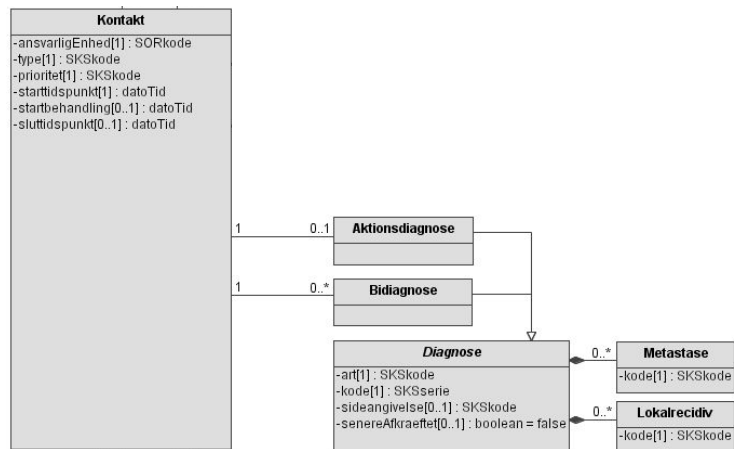 Kontakt
-ansvarligEnhed[1] : SORkode
-type[1] : SKSkode
-prioritet[1] : SKSkode
-starttidspunkt[1] : datoTid
-startbehandling[0..1] : datoTid
-sluttidspunkt[0..1] : datoTid
1 0..1 Aktionsdiagnose
1 0..* Bidiagnose
Diagnose
-art[1] : SKSkode
-kode[1] : SKSserie
-sideangivelse[0..1] : SKSkode
-senereAfkraeftet[0..1] : boolean = false
0..* Metastase
-kode[1] : SKSkode
0..* Lokalrecidiv
-kode[1] : SKSkode